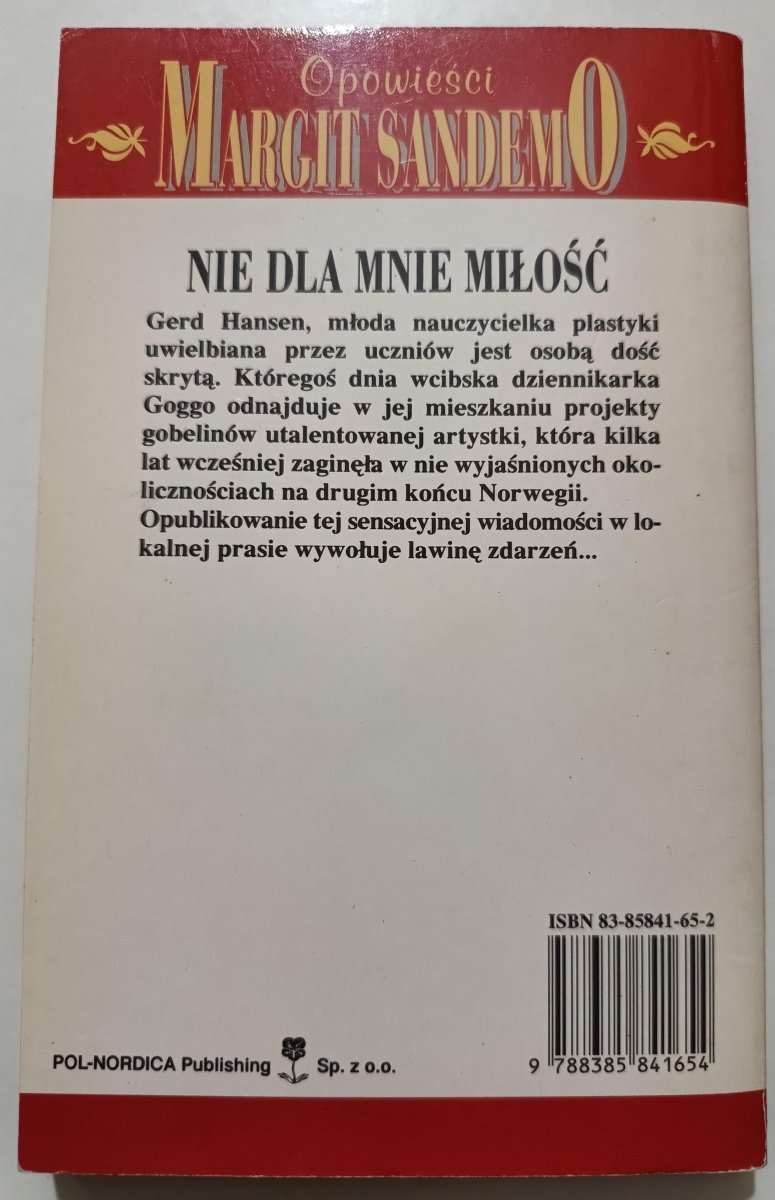 Opowieści
MARGIT SANDEMO
NIE DLA MNIE MIŁOŚĆ
Gerd Hansen, młoda nauczycielka plastyki
uwielbiana przez uczniów jest osobą dość
skrytą. Któregoś dnia wcibska dziennikarka
Goggo odnajduje w jej mieszkaniu projekty
gobelinów utalentowanej artystki, która kilka
lat wcześniej zaginęła w nie wyjaśnionych oko-
licznościach na drugim końcu Norwegii.
Opublikowanie tej sensacyjnej wiadomości w lo-
kalnej prasie wywołuje lawinę zdarzeń...
ISBN 83-85841-65-2
POL-NORDICA Publishing Sp. z o.o.
9 788385 841654